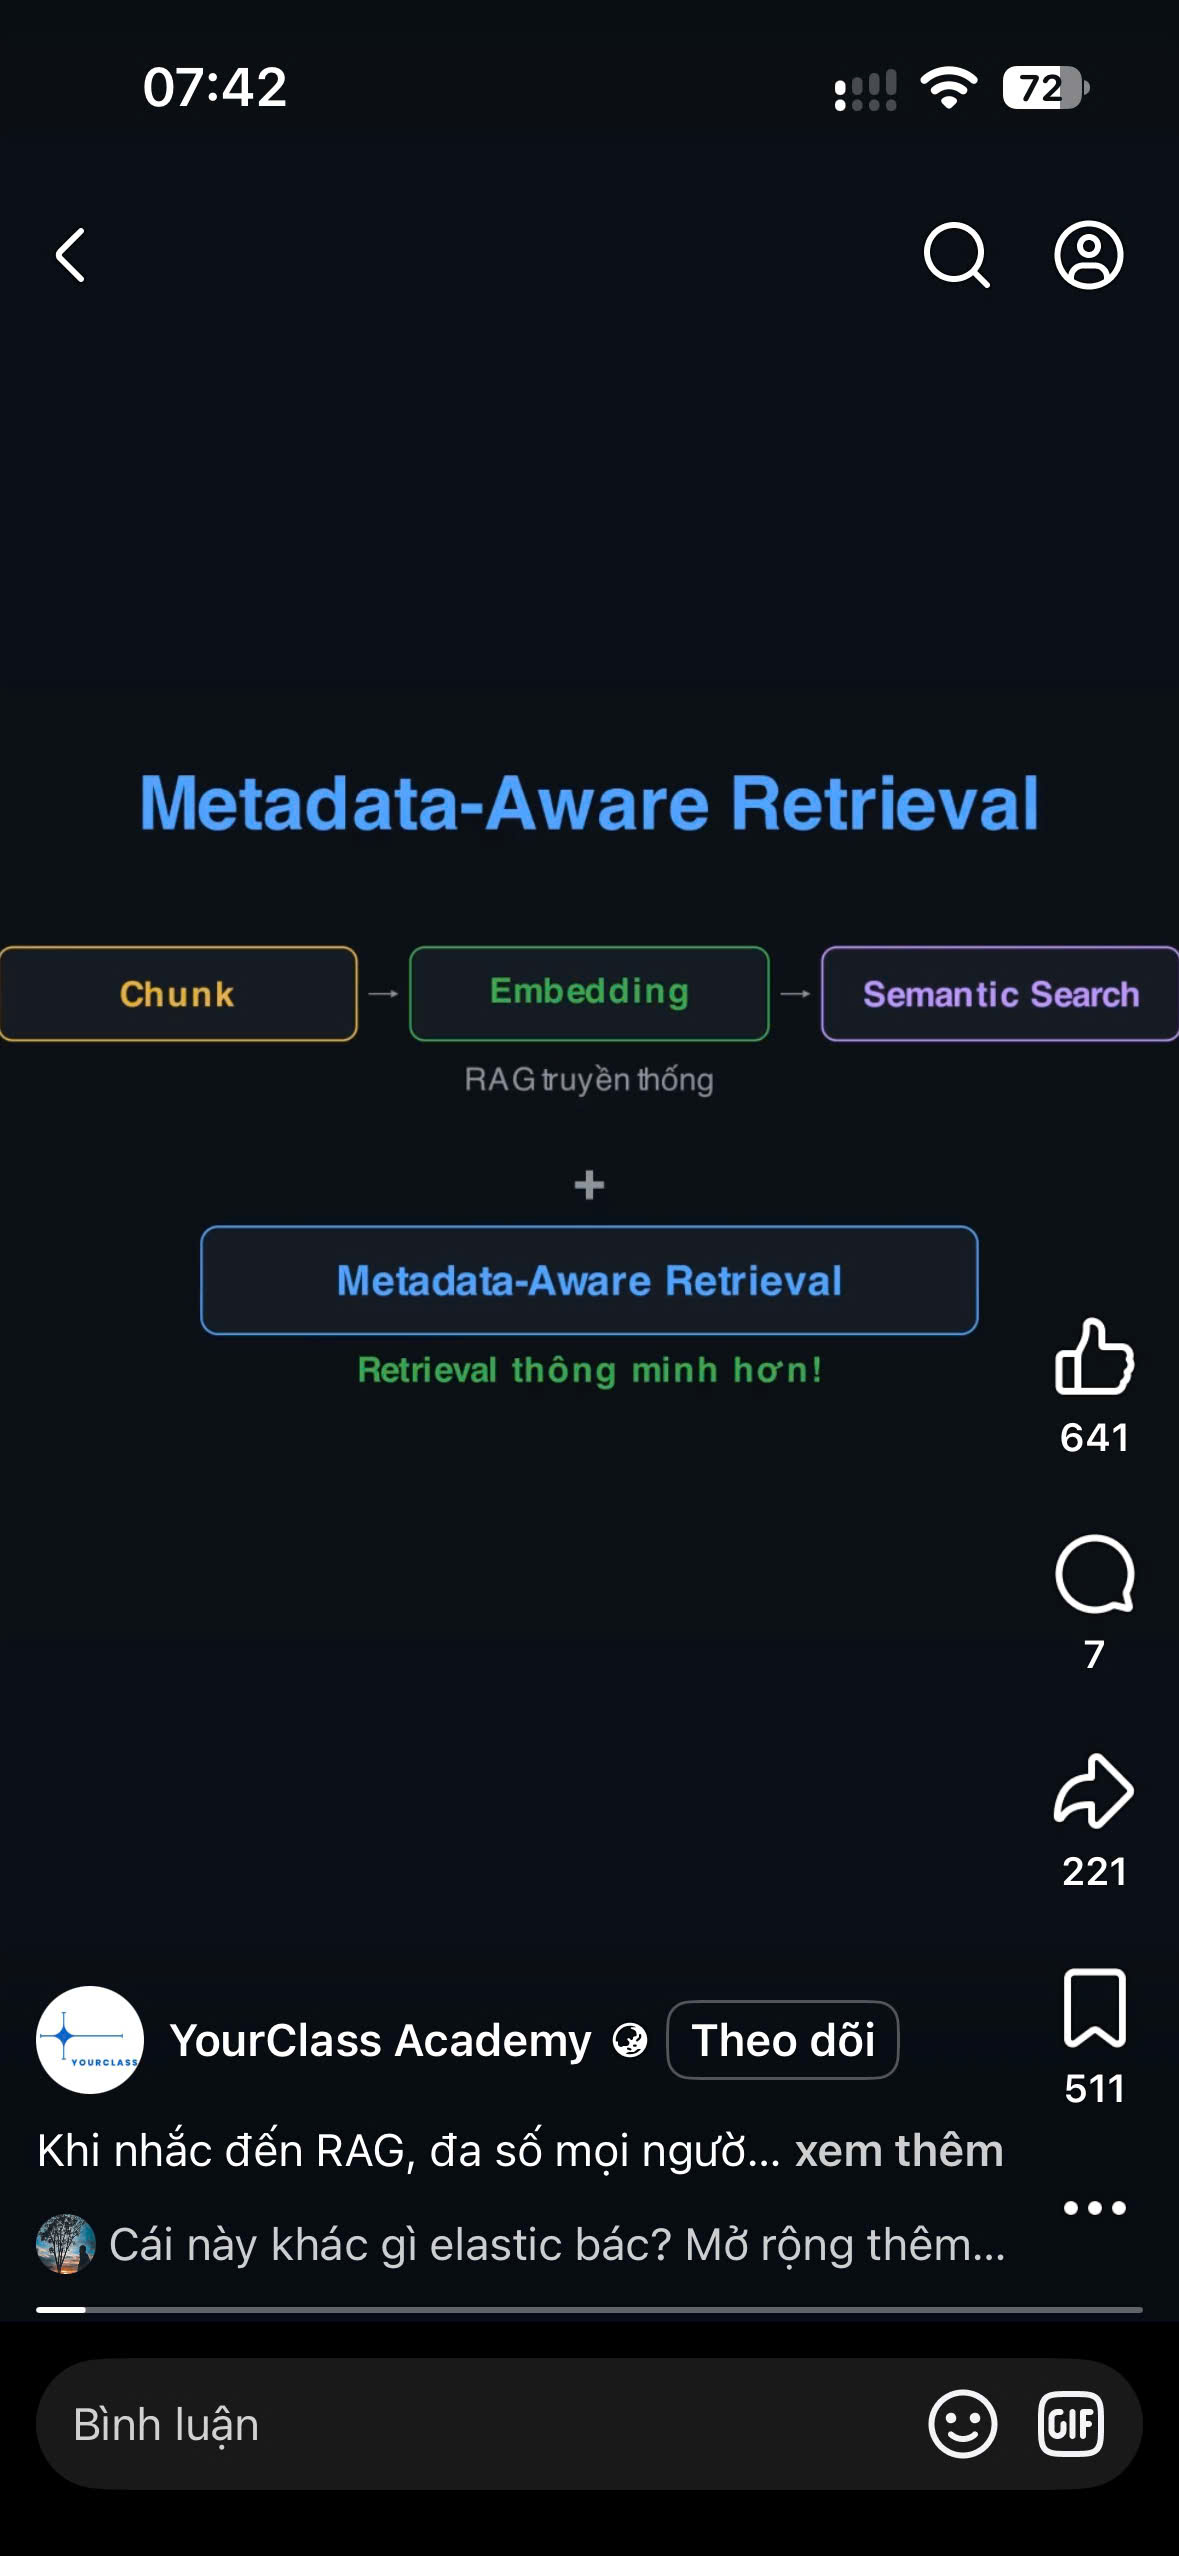 07:42
72
Metadata-Aware Retrieval
Chunk → Embedding → Semantic Search
RAG truyền thống
+
Metadata-Aware Retrieval
Retrieval thông minh hơn!
641
7
221
511
YOURCLASS
YourClass Academy Theo dõi
Khi nhắc đến RAG, đa số mọi ngườ... xem thêm
Cái này khác gì elastic bác? Mở rộng thêm...
Bình luận
GIF